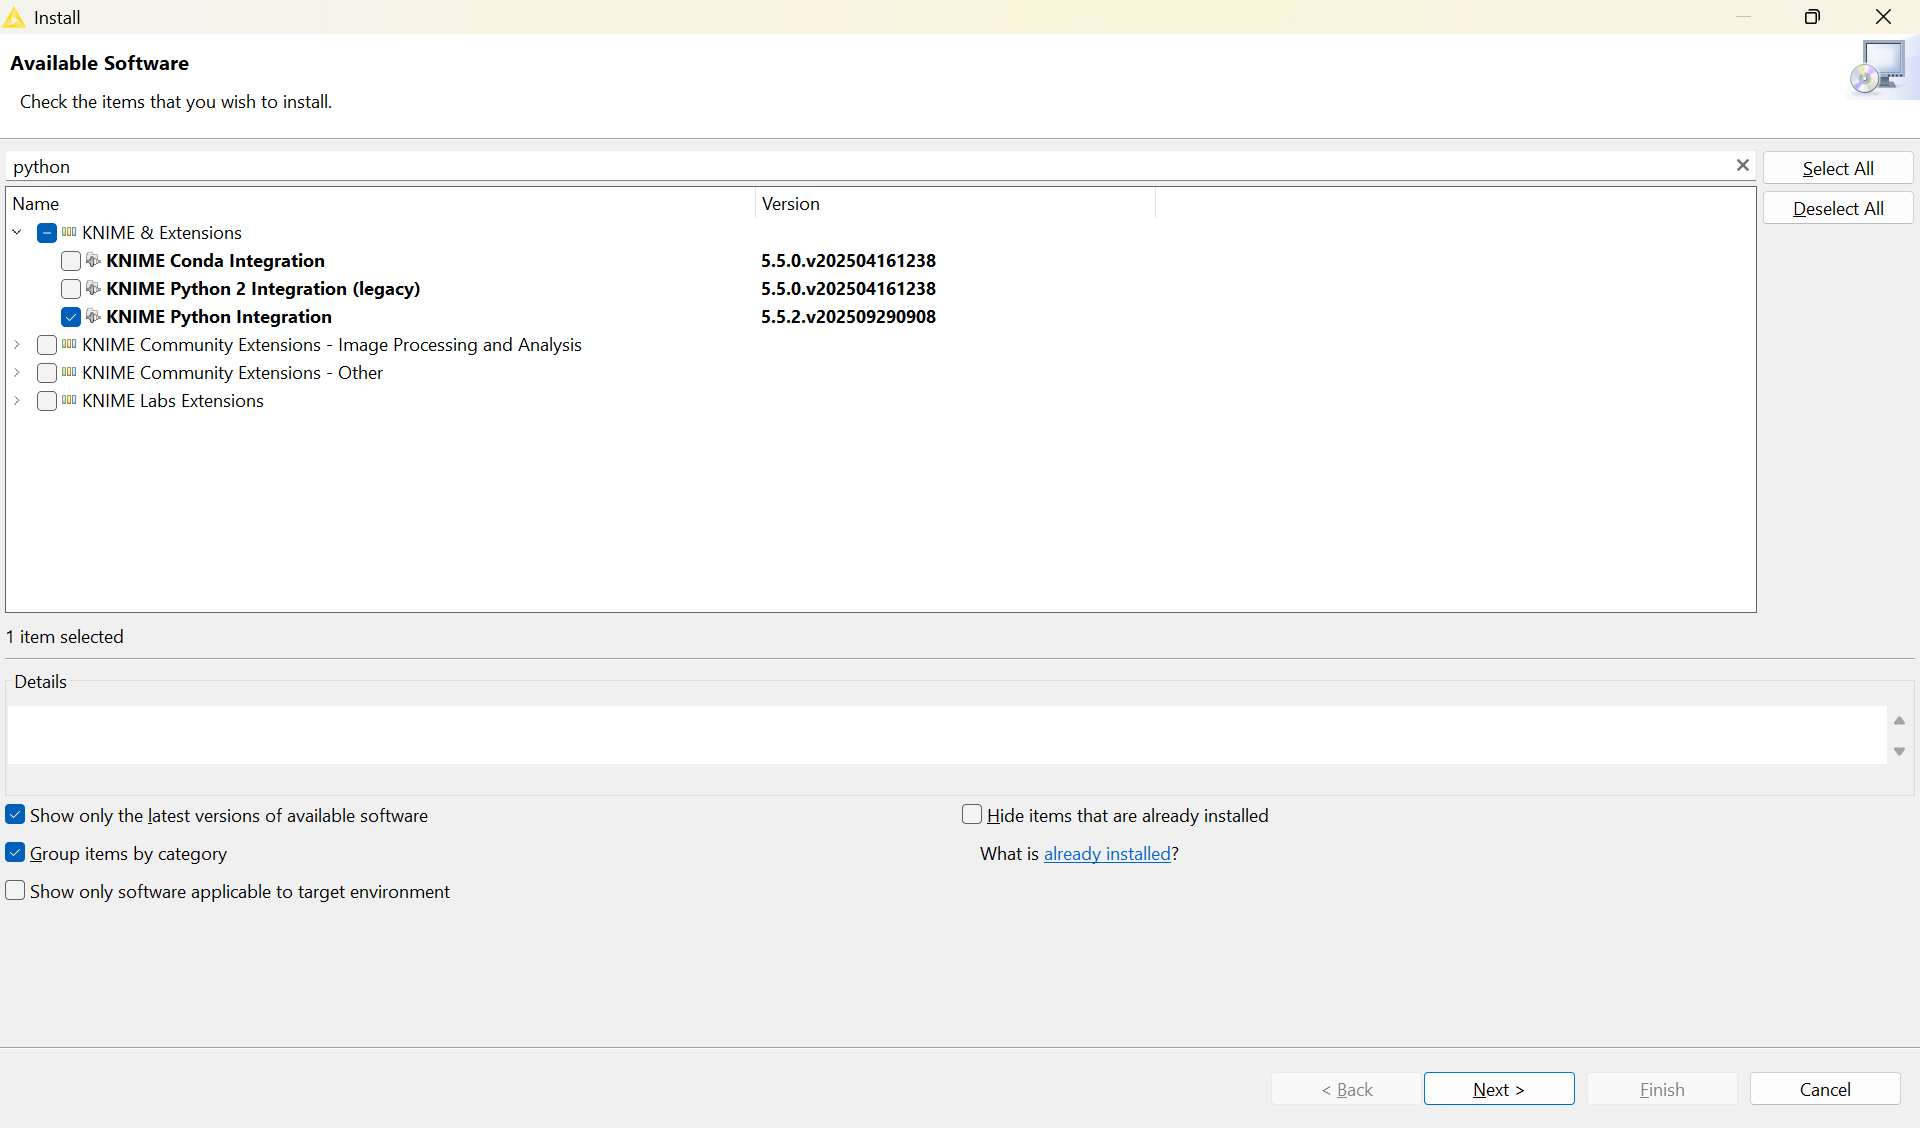 Install
Available Software
Check the items that you wish to install.
python
Select All
Deselect All
Name Version
KNIME & Extensions
KNIME Conda Integration 5.5.0.v202504161238
KNIME Python 2 Integration (legacy) 5.5.0.v202504161238
KNIME Python Integration 5.5.2.v202509290908
KNIME Community Extensions - Image Processing and Analysis
KNIME Community Extensions - Other
KNIME Labs Extensions
1 item selected
Details
Show only the latest versions of available software
Hide items that are already installed
Group items by category
What is already installed?
Show only software applicable to target environment
< Back Next > Finish Cancel